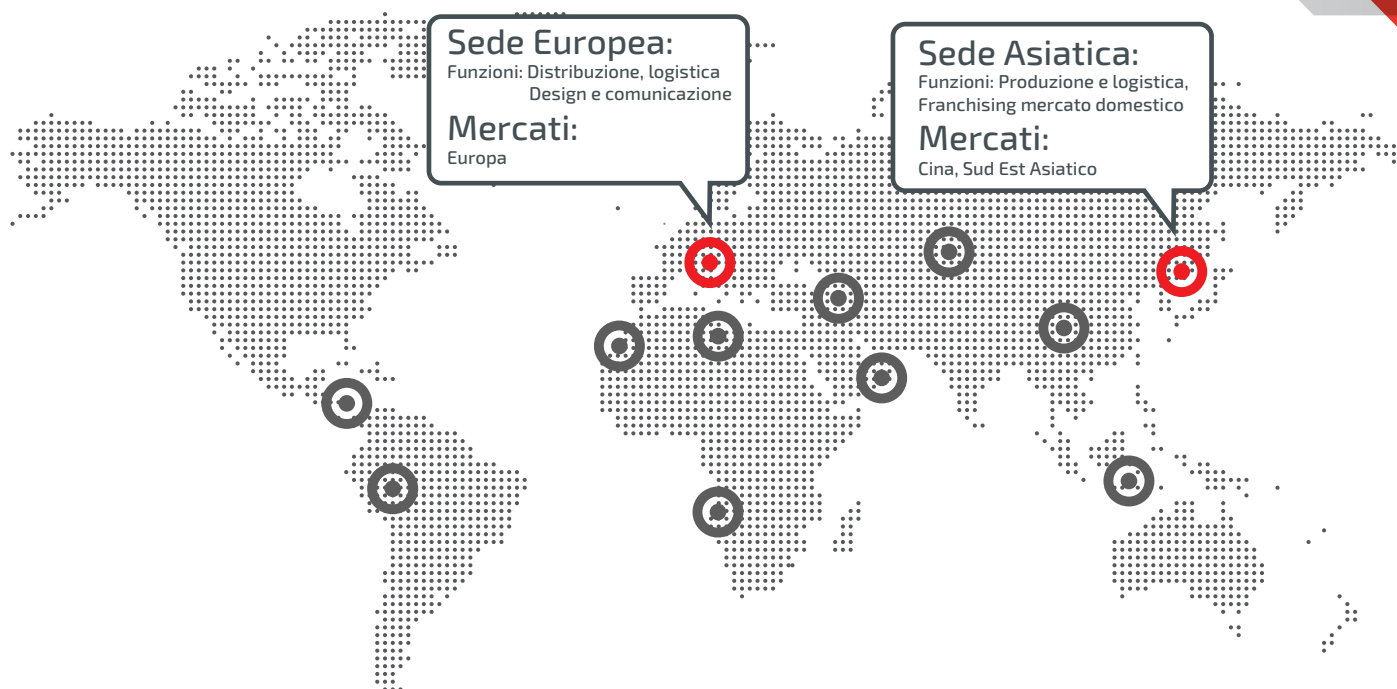 Sede Europea:
Funzioni: Distribuzione, logistica
Design e comunicazione
Mercati:
Europa
Sede Asiatica:
Funzioni: Produzione e logistica,
Franchising mercato domestico
Mercati:
Cina, Sud Est Asiatico